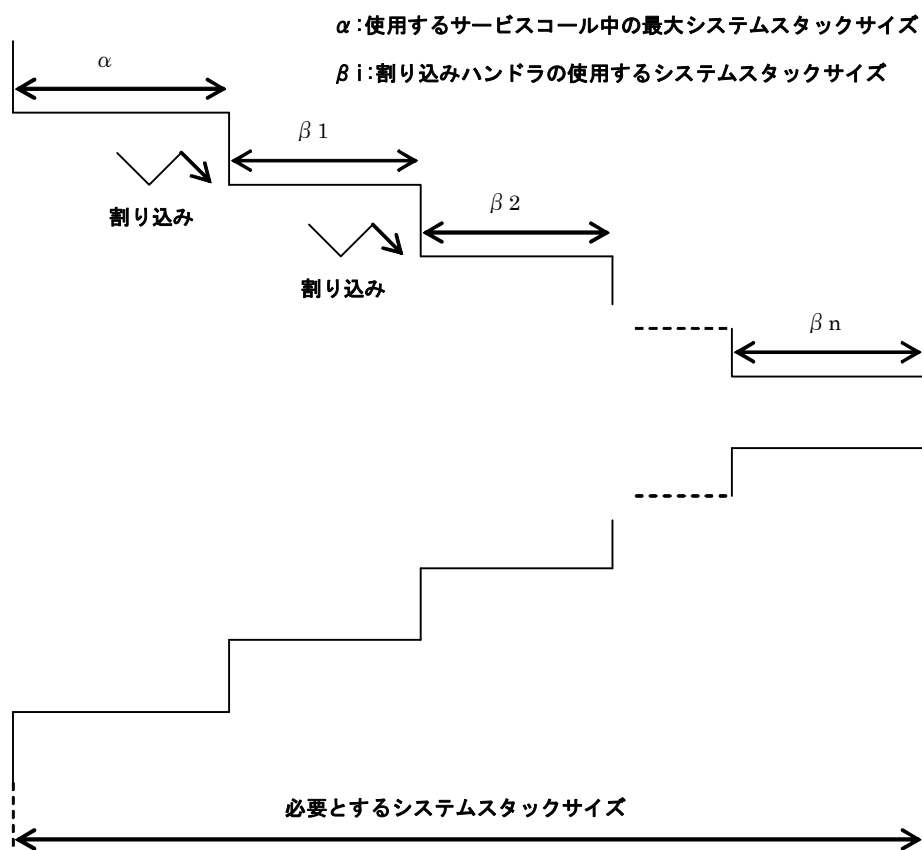 α:使用するサービスコール中の最大システムスタックサイズ
βi:割り込みハンドラの使用するシステムスタックサイズ
α
β1
割り込み
β2
割り込み
βn
必要とするシステムスタックサイズ